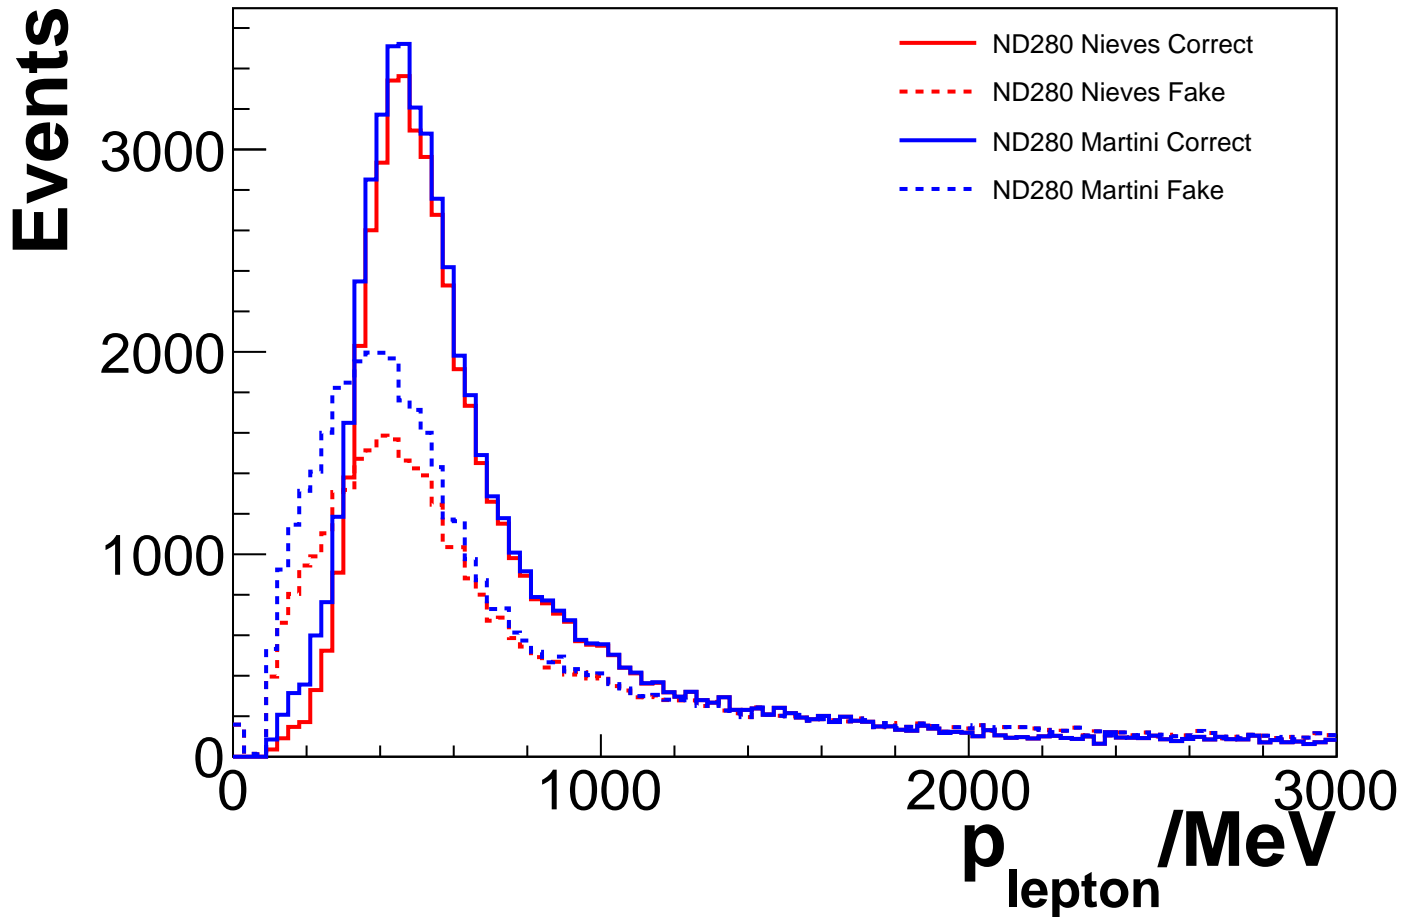 Events
ND280 Nieves Correct
ND280 Nieves Fake
ND280 Martini Correct
ND280 Martini Fake
3000
2000
1000
0
0 1000 2000 3000
p_lepton /MeV